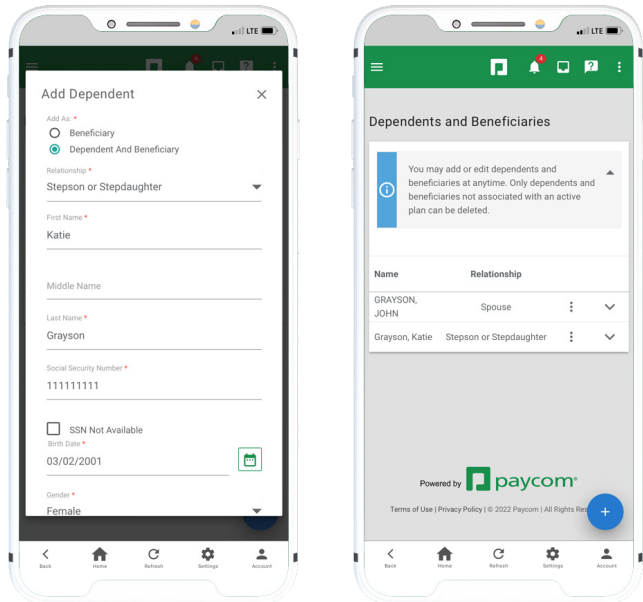 LTE
4
?
Add Dependent
Add As: *
Beneficiary
Dependent And Beneficiary
Relationship *
Stepson or Stepdaughter
First Name *
Katie
Middle Name
Last Name *
Grayson
Social Security Number *
111111111
SSN Not Available
Birth Date *
03/02/2001
Gender *
Female
Back
Home
Refresh
Settings
Account
LTE
4
?
Dependents and Beneficiaries
You may add or edit dependents and
beneficiaries at anytime. Only dependents and
beneficiaries not associated with an active
plan can be deleted.
Name Relationship
GRAYSON,
JOHN Spouse
Grayson, Katie Stepson or Stepdaughter
Powered by paycom®
Terms of Use | Privacy Policy | © 2022 Paycom | All Rights Res
Back
Home
Refresh
Settings
Account